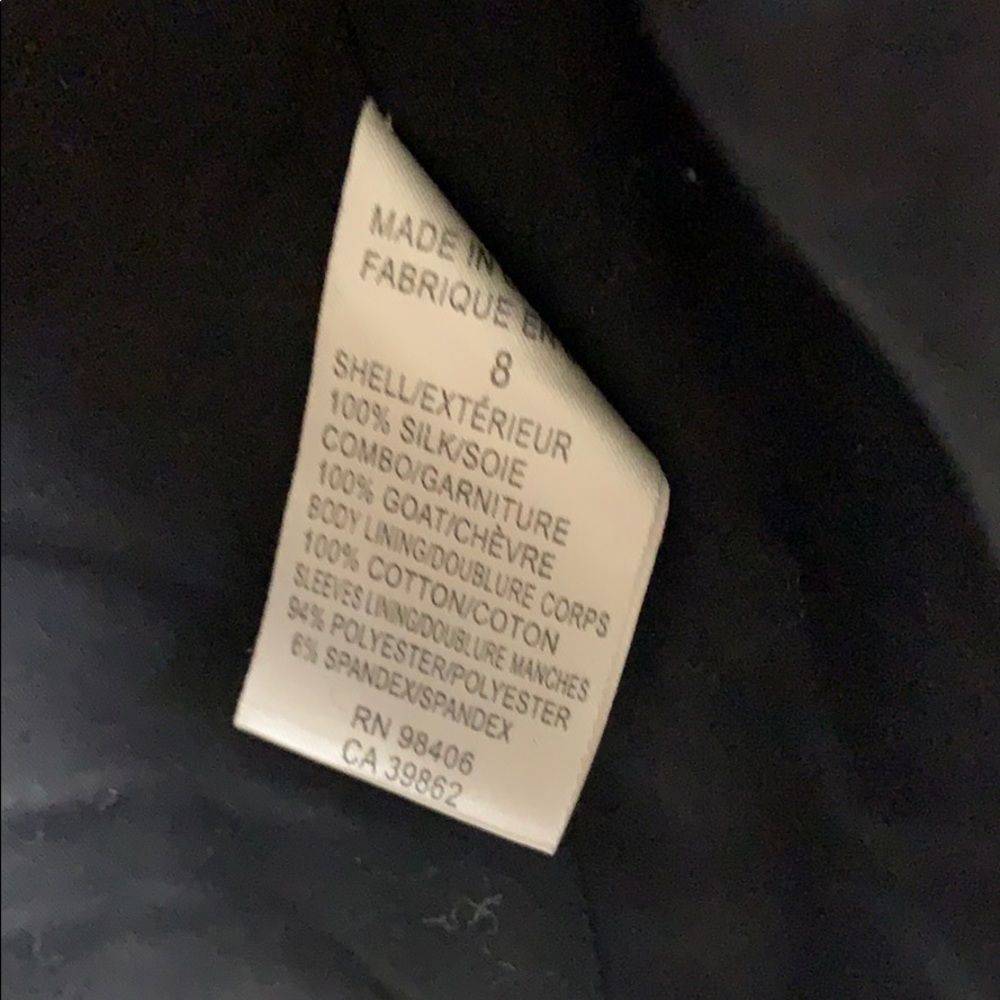 MADE IN
FABRIQUE EN
8
SHELL/EXTÉRIEUR
100% SILK/SOIE
COMBO/GARNITURE
100% GOAT/CHÈVRE
BODY LINING/DOUBLURE CORPS
100% COTTON/COTON
SLEEVES LINING/DOUBLURE MANCHES
94% POLYESTER/POLYESTER
6% SPANDEX/SPANDEX
RN 98406
CA 39862